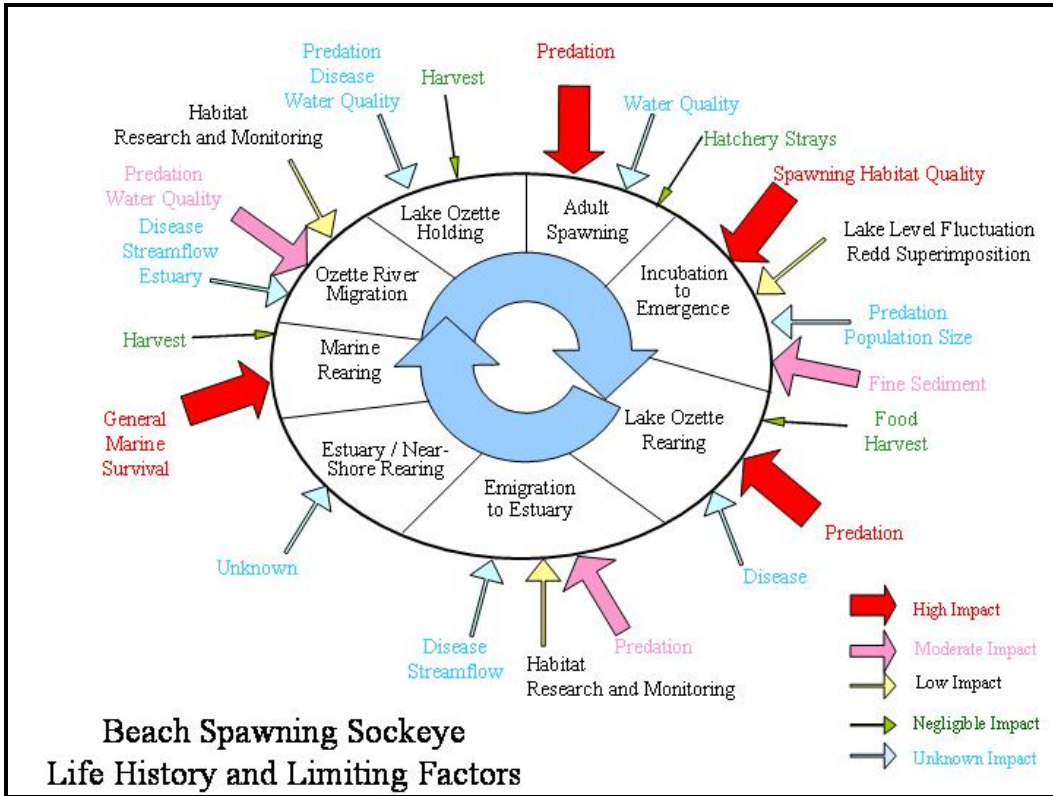 Predation
Disease
Water Quality
Harvest
Predation
Water Quality
Hatchery Strays
Habitat
Research and Monitoring
Predation
Water Quality
Disease
Streamflow
Estuary
Spawning Habitat Quality
Lake Level Fluctuation
Redd Superimposition
Predation
Population Size
Fine Sediment
Food
Harvest
Predation
Disease
Harvest
General
Marine
Survival
Unknown
Disease
Streamflow
Habitat
Research and Monitoring
Predation
Lake Ozette
Holding
Adult
Spawning
Incubation
to
Emergence
Lake Ozette
Rearing
Emigration
to Estuary
Estuary / Near-
Shore Rearing
Marine
Rearing
Ozette River
Migration
High Impact
Moderate Impact
Low Impact
Negligible Impact
Unknown Impact
Beach Spawning Sockeye
Life History and Limiting Factors